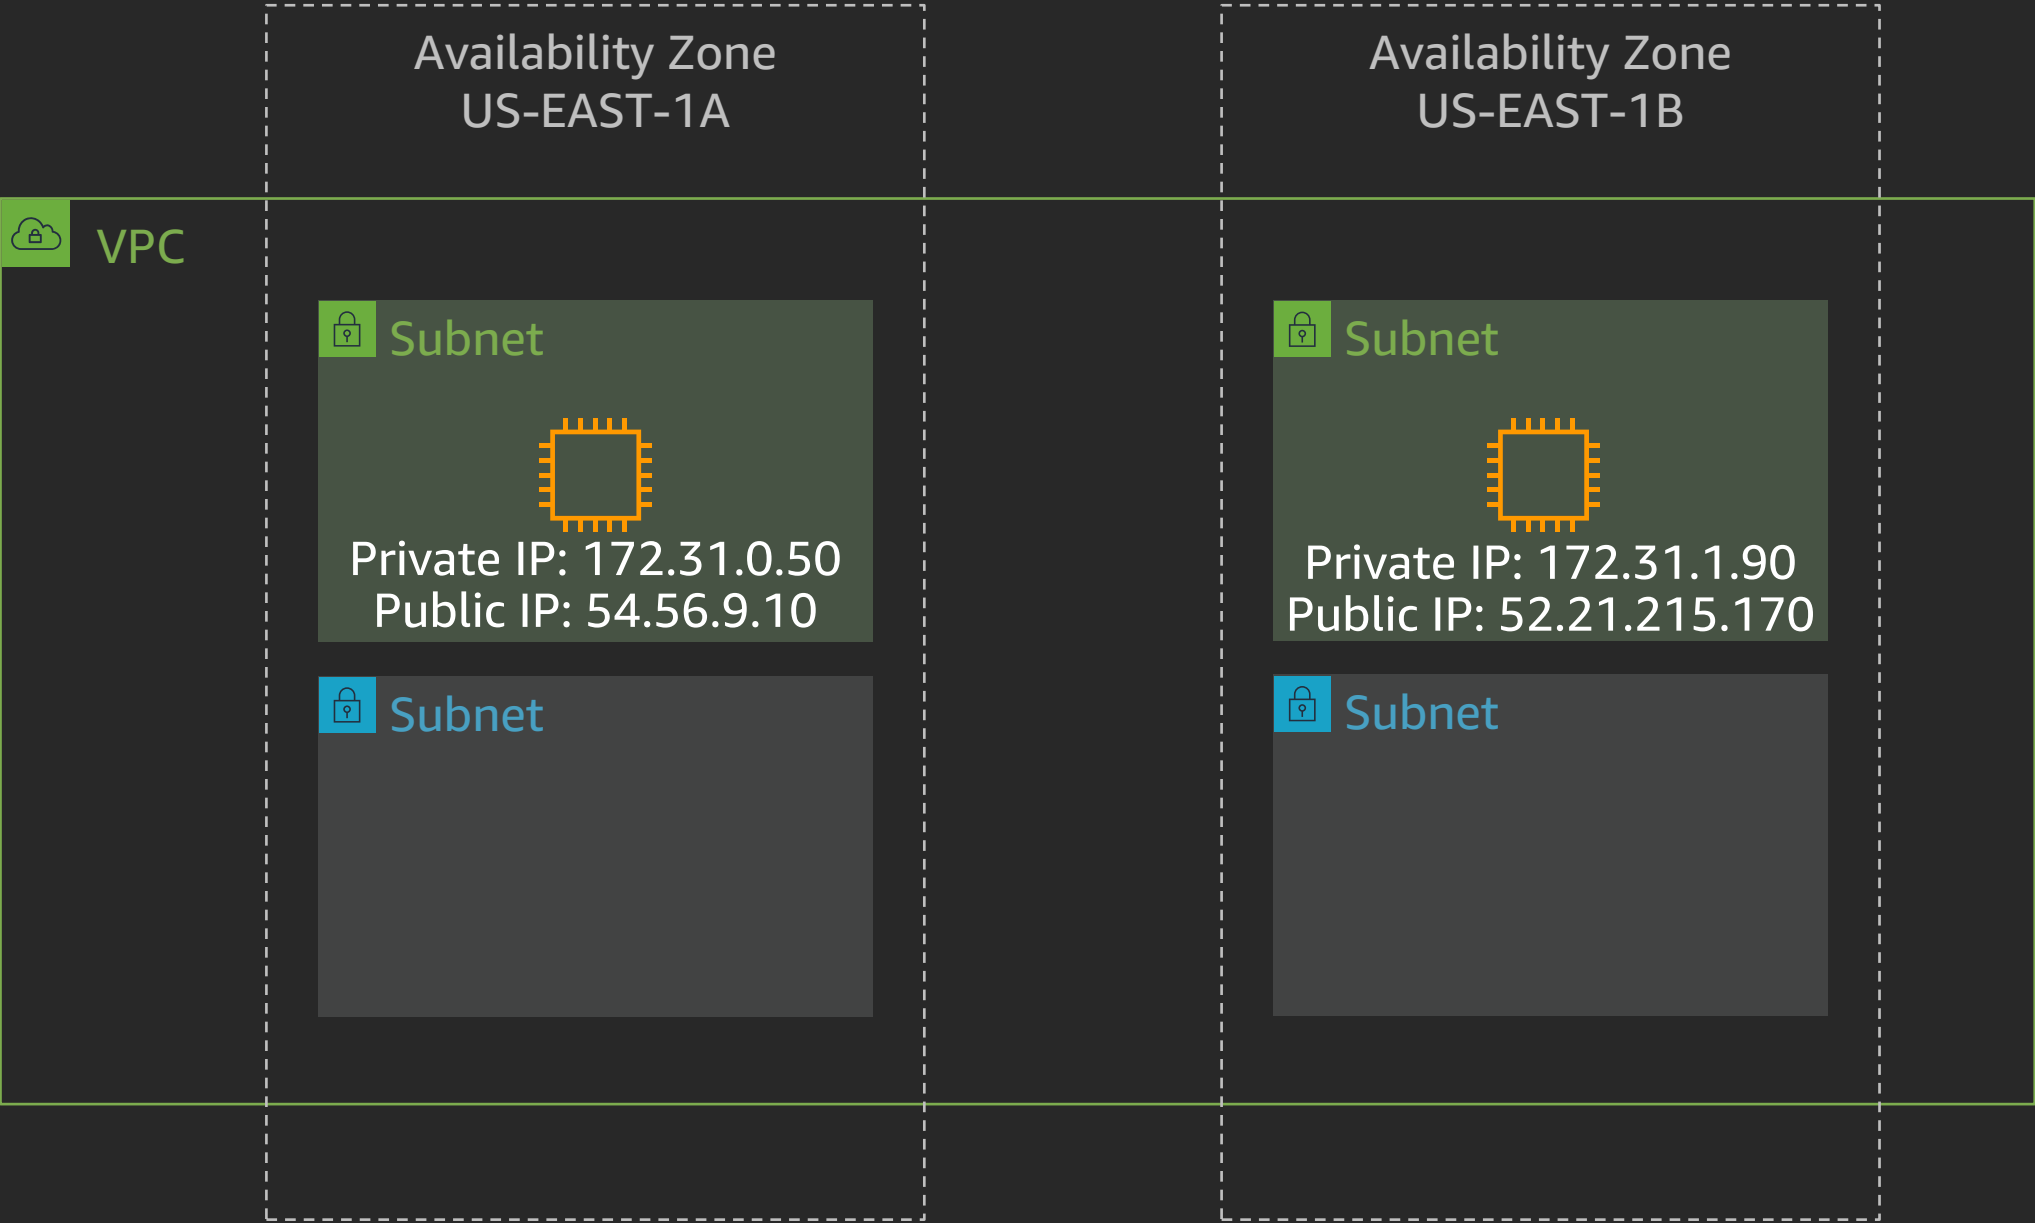 Availability Zone
US-EAST-1A
Availability Zone
US-EAST-1B
VPC
Subnet
Private IP: 172.31.0.50
Public IP: 54.56.9.10
Subnet
Private IP: 172.31.1.90
Public IP: 52.21.215.170
Subnet
Subnet